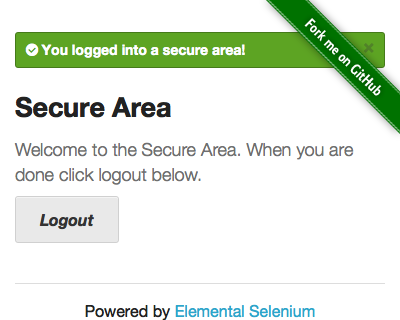 You logged into a secure area!
Fork me on GitHub
Secure Area
Welcome to the Secure Area. When you are
done click logout below.
Logout
Powered by Elemental Selenium